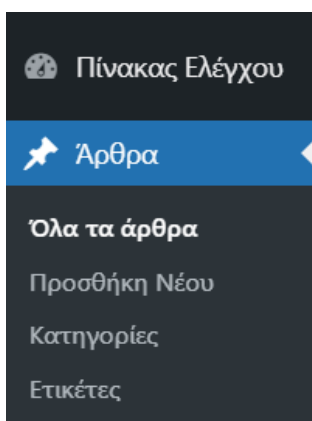 Πίνακας Ελέγχου
Άρθρα
Όλα τα άρθρα
Προσθήκη Νέου
Κατηγορίες
Ετικέτες